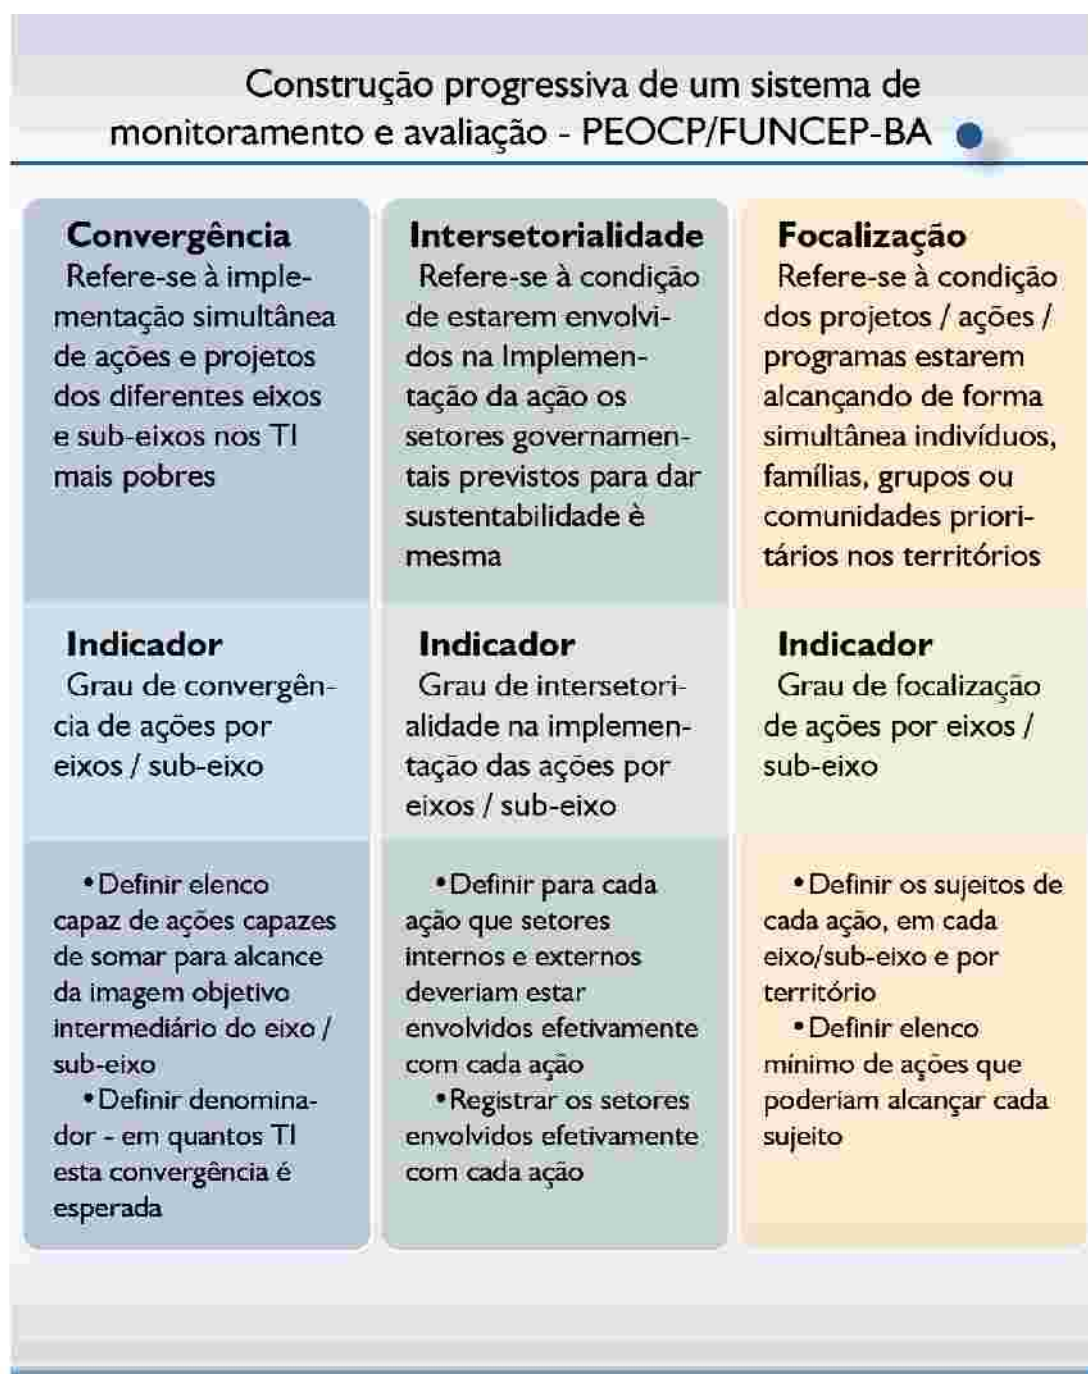 Construção progressiva de um sistema de
monitoramento e avaliação - PEOCP/FUNCEP-BA
Convergência
Refere-se à imple-
mentação simultânea
de ações e projetos
dos diferentes eixos
e sub-eixos nos TI
mais pobres
Indicador
Grau de convergên-
cia de ações por
eixos / sub-eixo
•Definir elenco
capaz de ações capazes
de somar para alcance
da imagem objetivo
intermediário do eixo /
sub-eixo
•Definir denomina-
dor - em quantos TI
esta convergência é
esperada
Intersetorialidade
Refere-se à condição
de estarem envolvi-
dos na Implemen-
tação da ação os
setores governamen-
tais previstos para dar
sustentabilidade è
mesma
Indicador
Grau de intersetori-
alidade na implemen-
tação das ações por
eixos / sub-eixo
•Definir para cada
ação que setores
internos e externos
deveriam estar
envolvidos efetivamente
com cada ação
•Registrar os setores
envolvidos efetivamente
com cada ação
Focalização
Refere-se à condição
dos projetos / ações /
programas estarem
alcançando de forma
simultânea indivíduos,
famílias, grupos ou
comunidades priori-
tários nos territórios
Indicador
Grau de focalização
de ações por eixos /
sub-eixo
•Definir os sujeitos de
cada ação, em cada
eixo/sub-eixo e por
território
•Definir elenco
mínimo de ações que
poderiam alcançar cada
sujeito